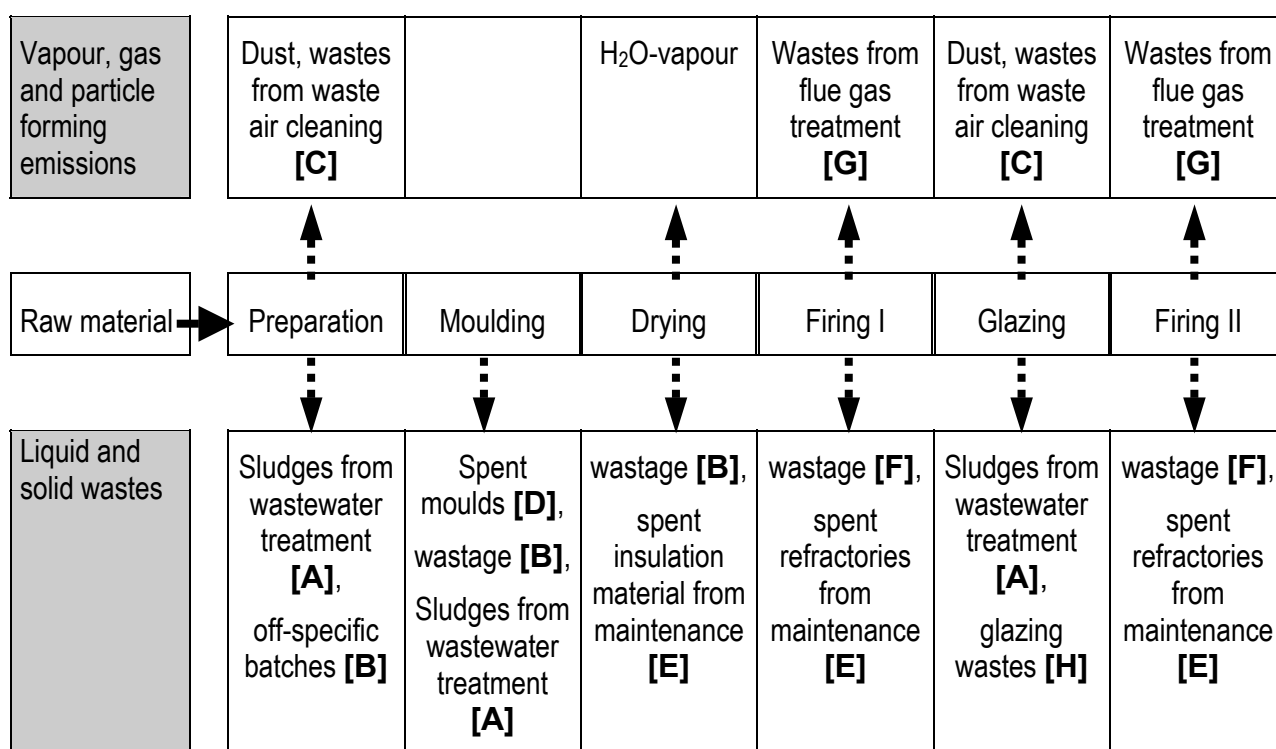 Vapour, gas
and particle
forming
emissions
Dust, wastes
from waste
air cleaning
[C]
H₂O-vapour
Wastes from
flue gas
treatment
[G]
Dust, wastes
from waste
air cleaning
[C]
Wastes from
flue gas
treatment
[G]
Raw material
Preparation
Moulding
Drying
Firing I
Glazing
Firing II
Liquid and
solid wastes
Sludges from
wastewater
treatment
[A],
off-specific
batches [B]
Spent
moulds [D],
wastage [B],
Sludges from
wastewater
treatment
[A]
wastage [B],
spent
insulation
material from
maintenance
[E]
wastage [F],
spent
refractories
from
maintenance
[E]
Sludges from
wastewater
treatment
[A],
glazing
wastes [H]
wastage [F],
spent
refractories
from
maintenance
[E]